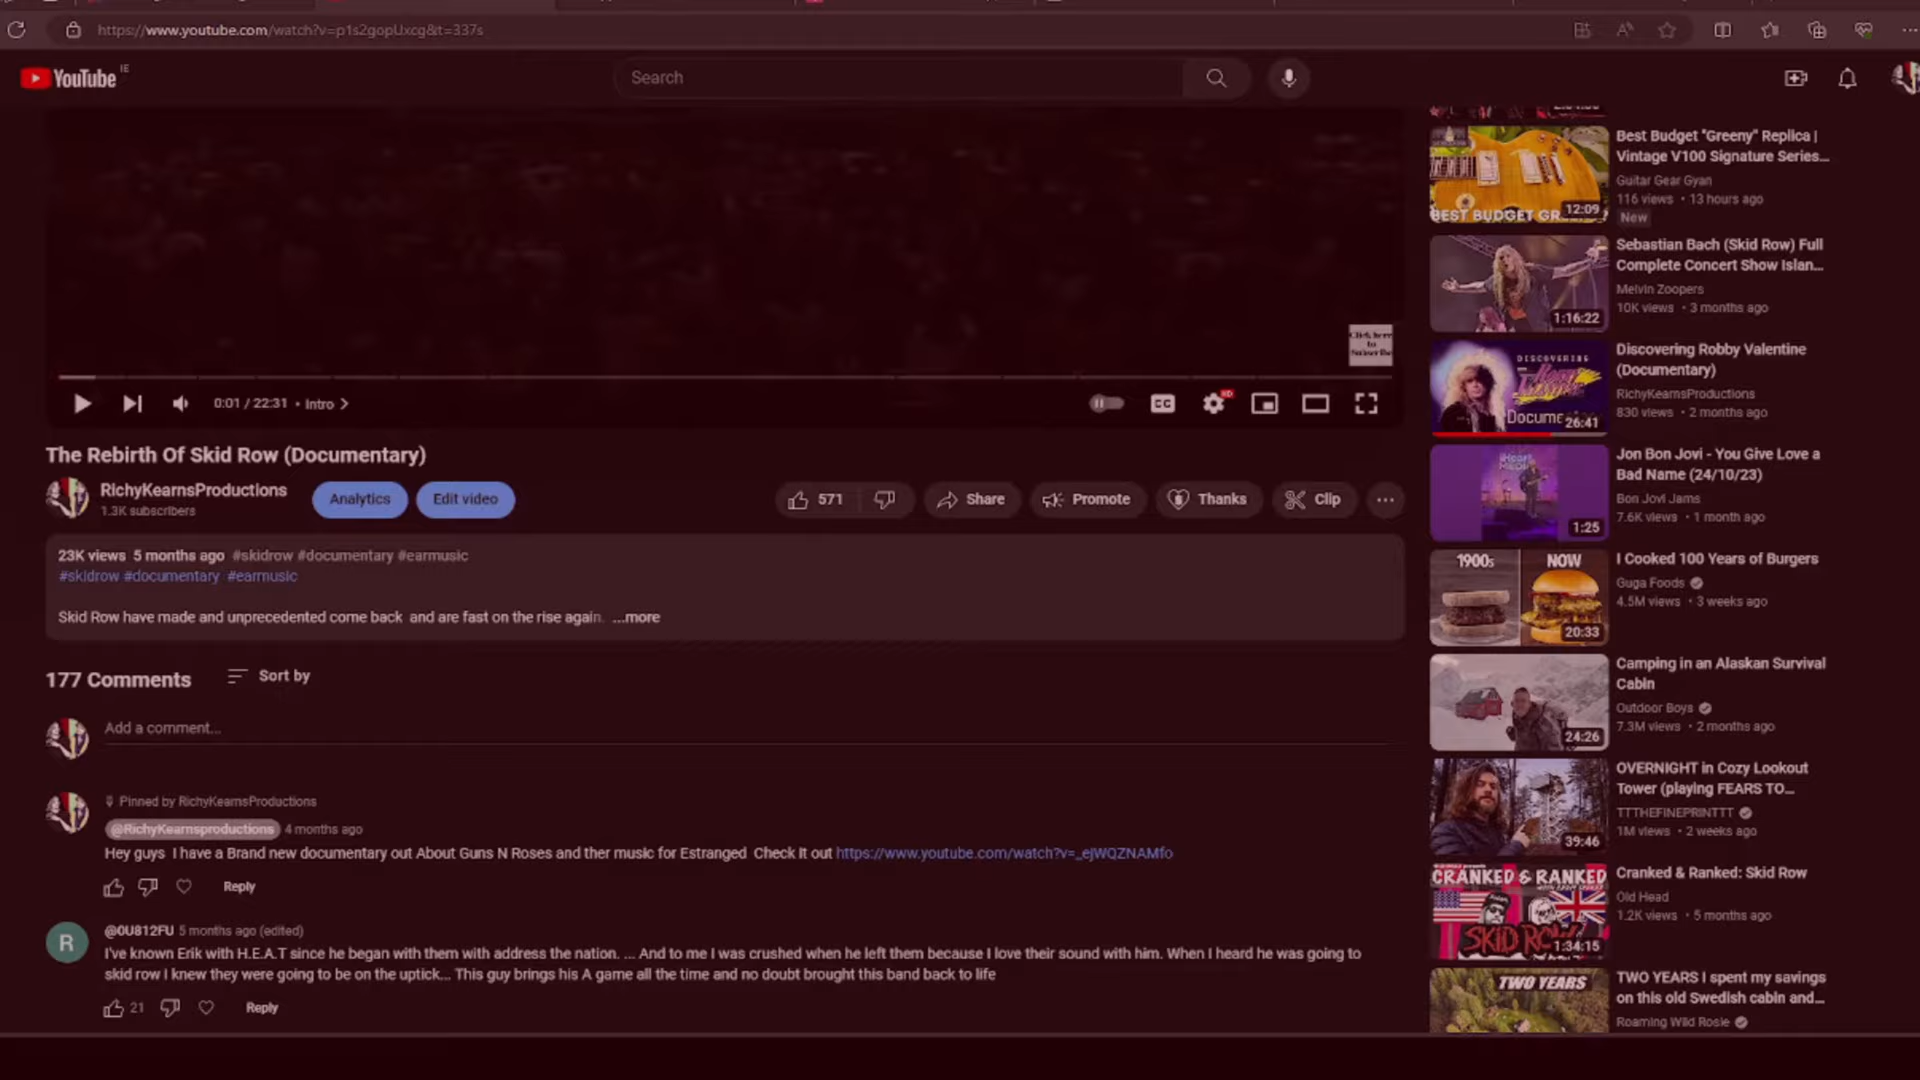 https://www.youtube.com/watch?v=p1s2gopUxcg&t=337s
YouTube IE
Search
Click here
to
Subscribe
0:01 / 22:31 • Intro
CC
HD
The Rebirth Of Skid Row (Documentary)
RichyKearnsProductions
1.3K subscribers
Analytics
Edit video
571
Share
Promote
Thanks
Clip
23K views 5 months ago #skidrow #documentary #earmusic
#skidrow #documentary #earmusic
Skid Row have made and unprecedented come back and are fast on the rise again. ...more
177 Comments
Sort by
Add a comment...
Pinned by RichyKearnsProductions
@RichyKearnsproductions 4 months ago
Hey guys I have a Brand new documentary out About Guns N Roses and ther music for Estranged Check It out https://www.youtube.com/watch?v=_ejWQZNAMfo
Reply
R
@0U812FU 5 months ago (edited)
I've known Erik with H.E.A.T since he began with them with address the nation. ... And to me I was crushed when he left them because I love their sound with him. When I heard he was going to
skid row I knew they were going to be on the uptick... This guy brings his A game all the time and no doubt brought this band back to life
21
Reply
BEST BUDGET GR
12:09
Best Budget "Greeny" Replica |
Vintage V100 Signature Series...
Guitar Gear Gyan
116 views • 13 hours ago
New
1:16:22
Sebastian Bach (Skid Row) Full
Complete Concert Show Islan...
Melvin Zoopers
10K views • 3 months ago
DISCOVERING
Docume
26:41
Discovering Robby Valentine
(Documentary)
RichyKearnsProductions
830 views • 2 months ago
1:25
Jon Bon Jovi - You Give Love a
Bad Name (24/10/23)
Bon Jovi Jams
7.6K views • 1 month ago
1900s
NOW
20:33
I Cooked 100 Years of Burgers
Guga Foods
4.5M views • 3 weeks ago
24:26
Camping in an Alaskan Survival
Cabin
Outdoor Boys
7.3M views • 2 months ago
39:46
OVERNIGHT in Cozy Lookout
Tower (playing FEARS TO...
TTTHEFINEPRINTTT
1M views • 2 weeks ago
CRANKED & RANKED
SKID RO
1:34:15
Cranked & Ranked: Skid Row
Old Head
1.2K views • 5 months ago
TWO YEARS
TWO YEARS I spent my savings
on this old Swedish cabin and...
Roaming Wild Rosie